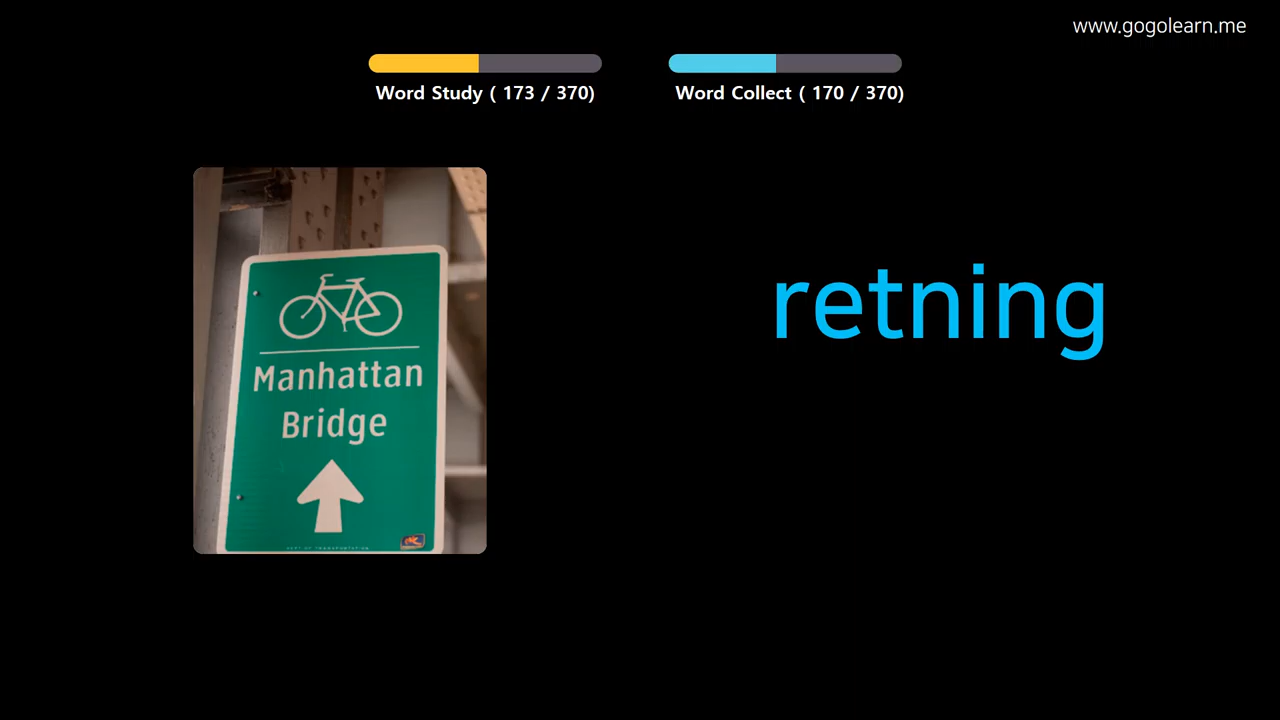 www.gogolearn.me
Word Study ( 173 / 370)
Word Collect ( 170 / 370)
retning
Manhattan
Bridge